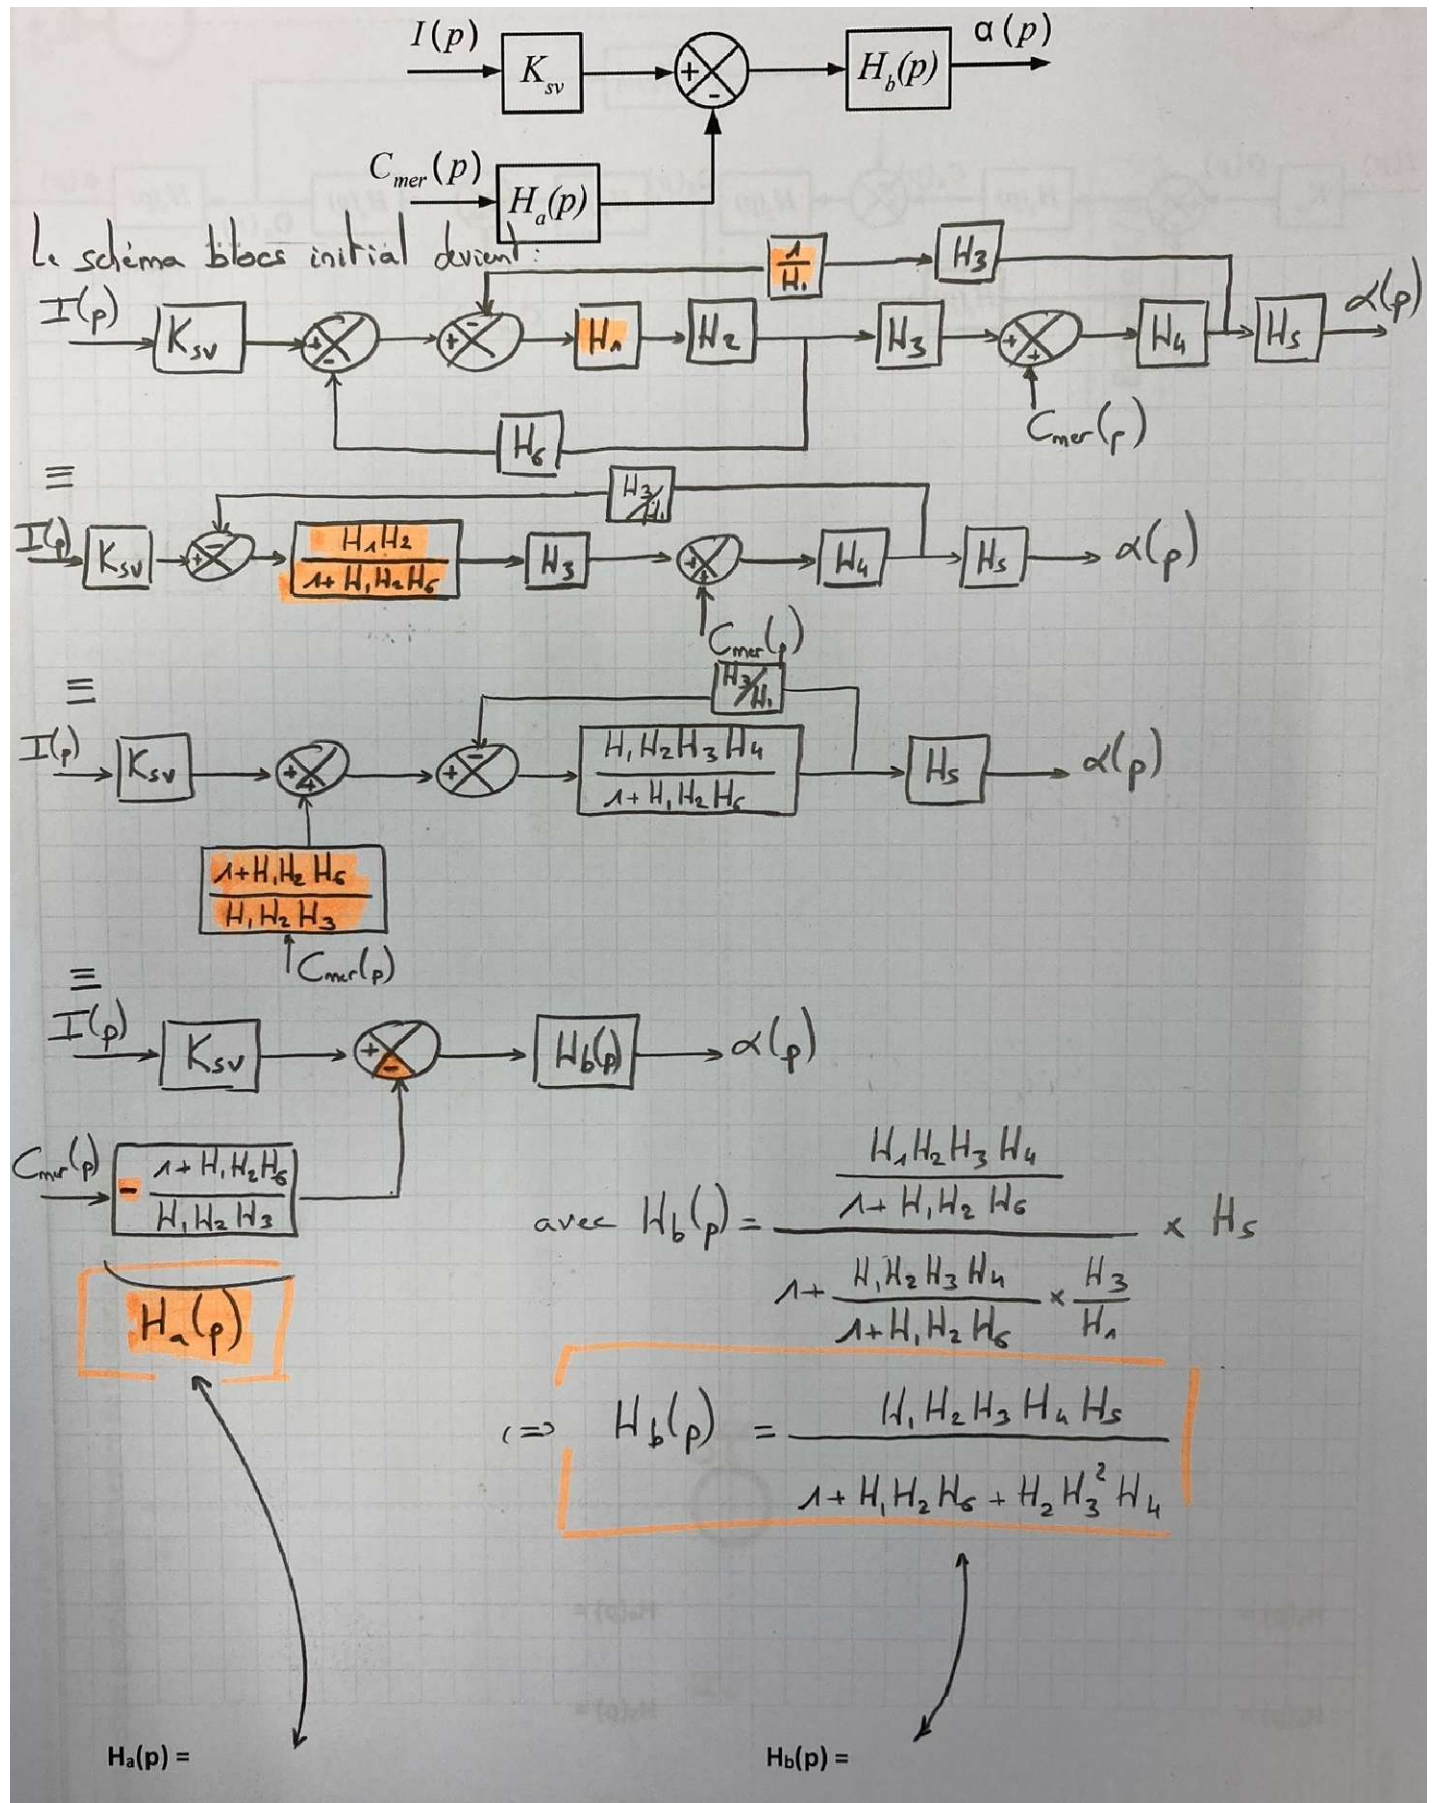 I(p) K_sv + - H_b(p) α(p)
C_mer(p) H_a(p)
Le schéma blocs initial devient :
1/H₁ H₃
I(p) K_sv + - + - H₁ H₂ H₃ + + H₄ H₅ α(p)
H₆ C_mer(p)
≡
H₃/H₁
I(p) K_sv + - H₁H₂/(1+H₁H₂H₆) H₃ + + H₄ H₅ α(p)
C_mer(p)
≡
H₃/H₁
I(p) K_sv + + + - H₁H₂H₃H₄/(1+H₁H₂H₆) H₅ α(p)
(1+H₁H₂H₆)/(H₁H₂H₃)
C_mer(p)
≡
I(p) K_sv + - H_b(p) α(p)
C_mer(p) - (1+H₁H₂H₆)/(H₁H₂H₃)
H_a(p)
avec H_b(p) = (H₁H₂H₃H₄/(1+H₁H₂H₆))/(1+ H₁H₂H₃H₄/(1+H₁H₂H₆) × H₃/H₁) × H₅
<=> H_b(p) = H₁H₂H₃H₄H₅/(1+H₁H₂H₆+H₂H₃²H₄)
Ha(p) =
Hb(p) =